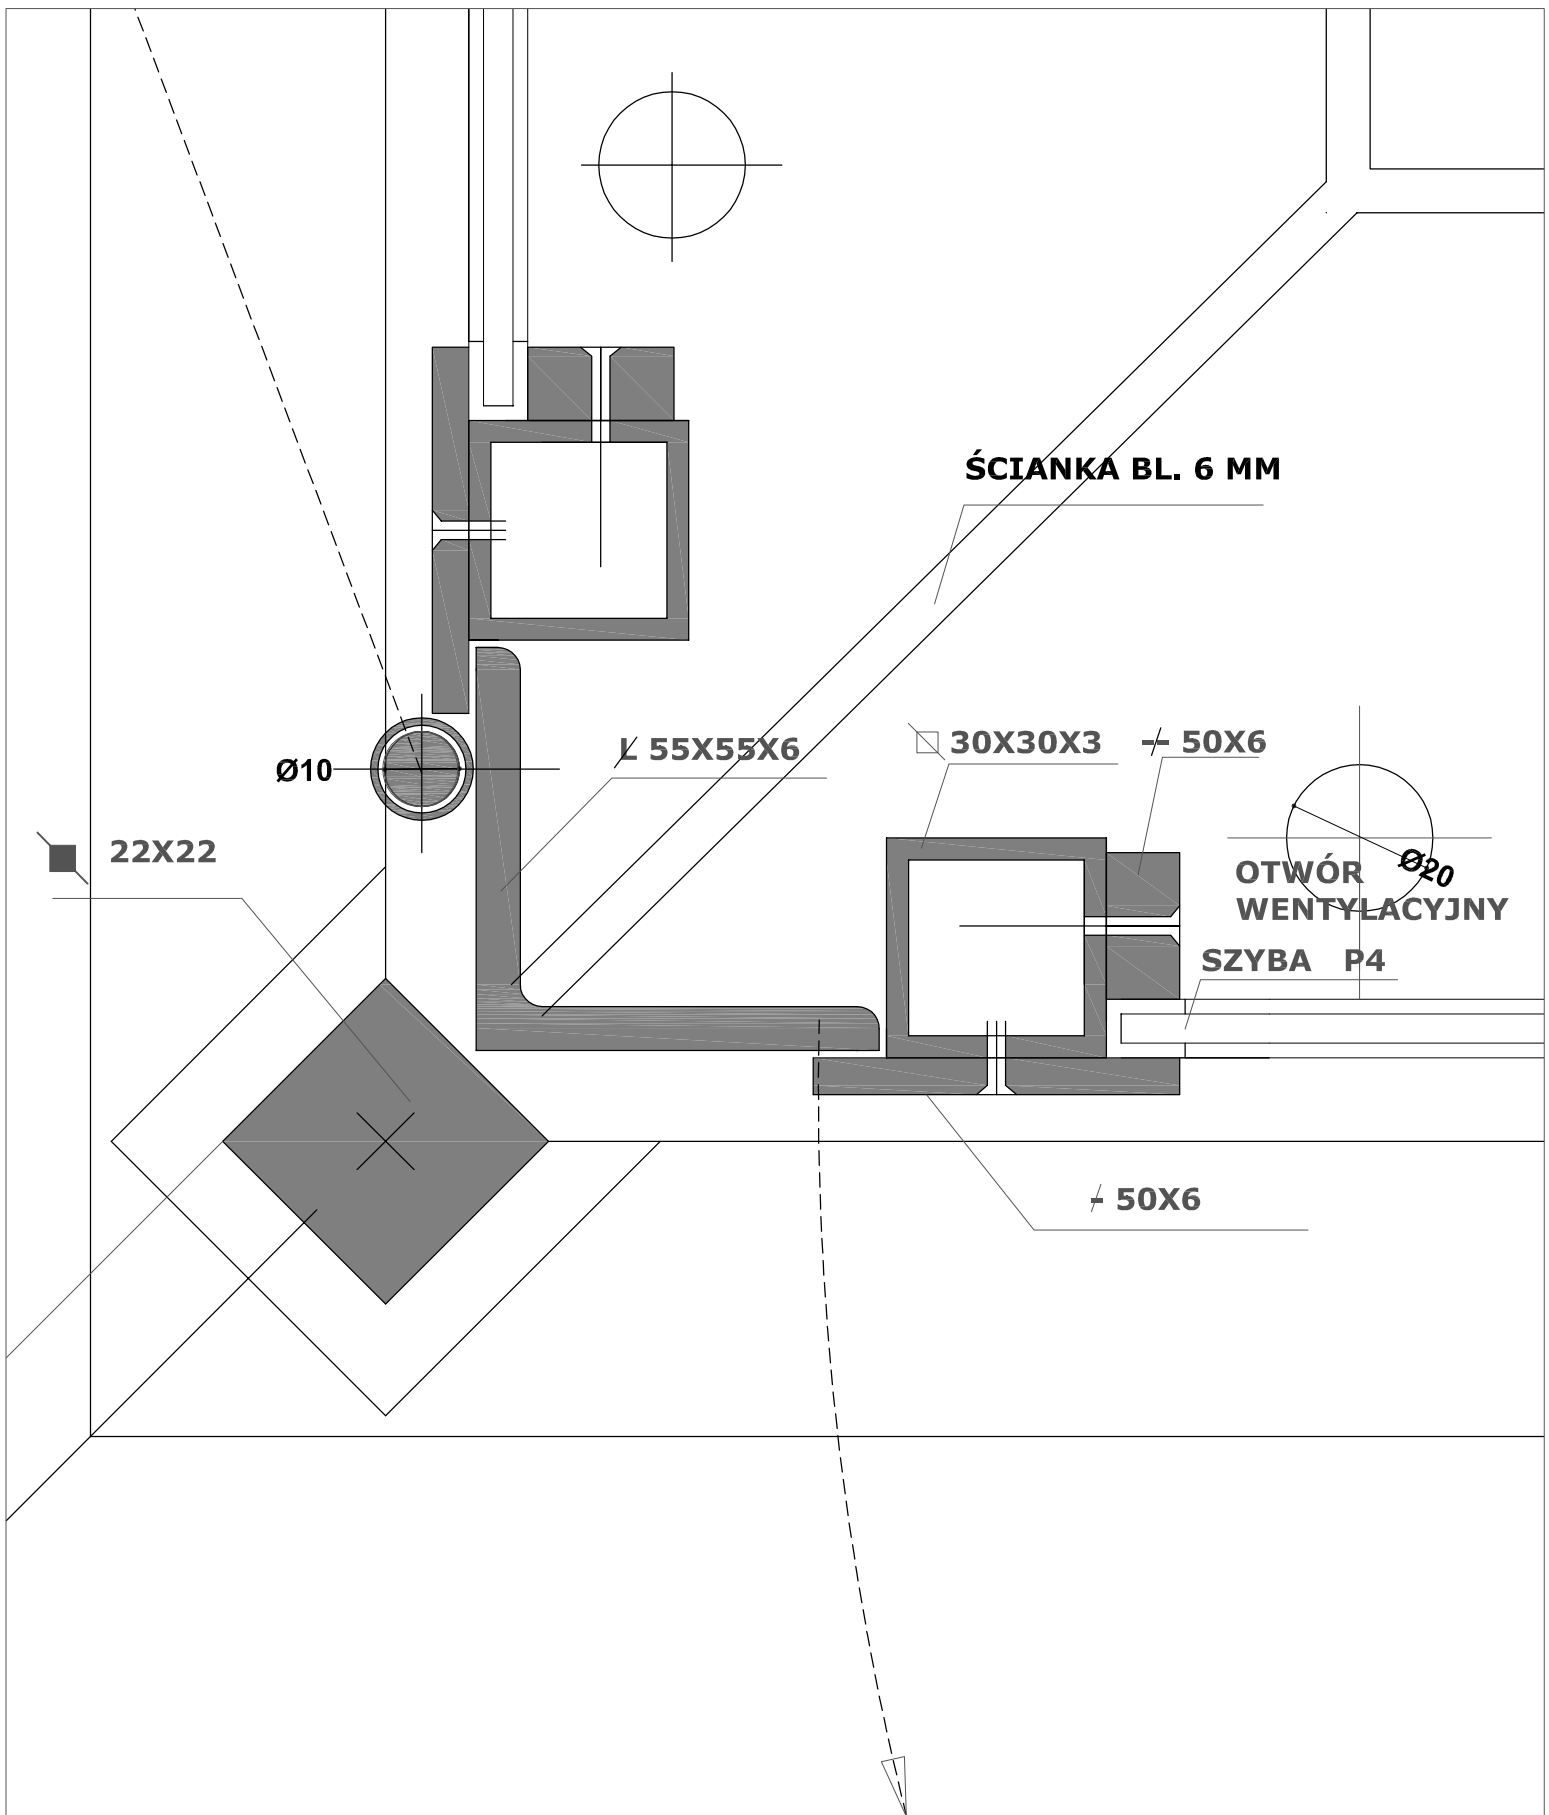 ŚCIANKA BL. 6 MM
L 55X55X6
30X30X3
50X6
Ø10
22X22
Ø20
OTWÓR
WENTYLACYJNY
SZYBA P4
50X6